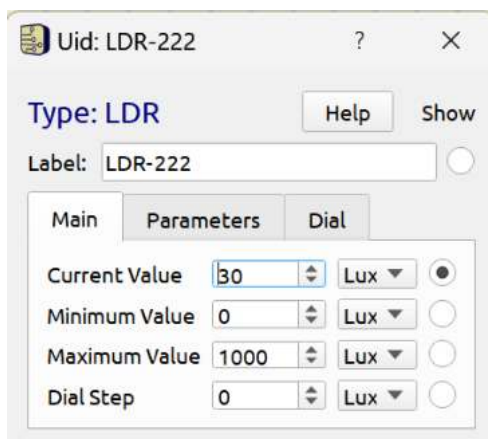 Uid: LDR-222 ?
Type: LDR Help Show
Label: LDR-222
Main Parameters Dial
Current Value 30 Lux
Minimum Value 0 Lux
Maximum Value 1000 Lux
Dial Step 0 Lux